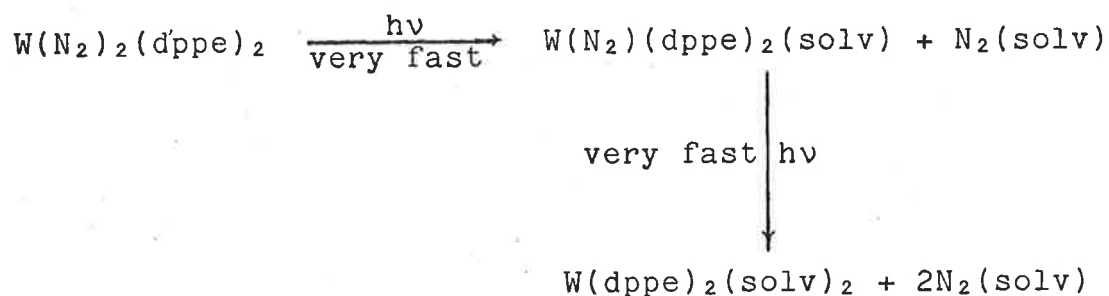 W(N₂)₂(dppe)₂ hν very fast W(N₂)(dppe)₂(solv) + N₂(solv)
very fast hν
W(dppe)₂(solv)₂ + 2N₂(solv)